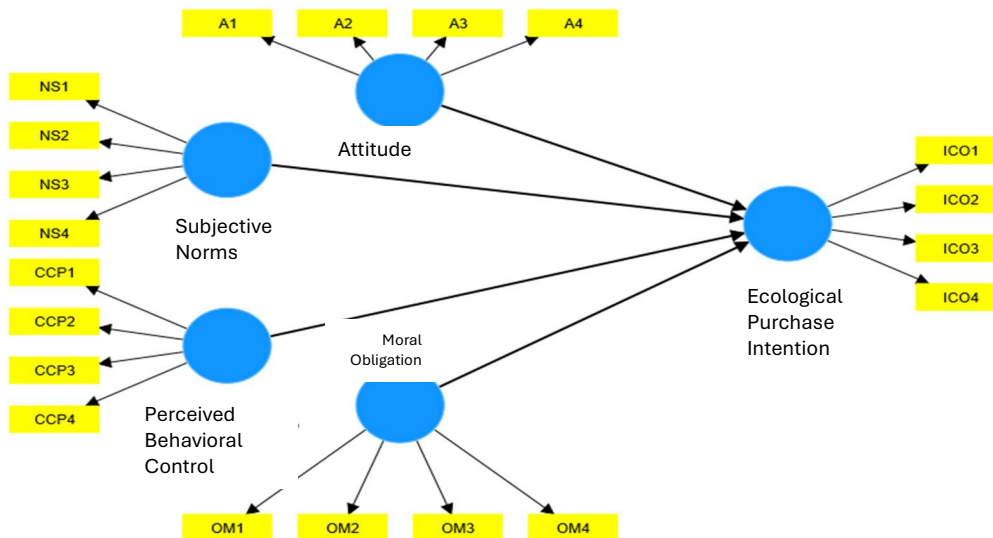 A1 A2 A3 A4
NS1
NS2
NS3
NS4
Attitude
Subjective
Norms
CCP1
CCP2
CCP3
CCP4
Perceived
Behavioral
Control
Moral
Obligation
OM1 OM2 OM3 OM4
ICO1
ICO2
ICO3
ICO4
Ecological
Purchase
Intention